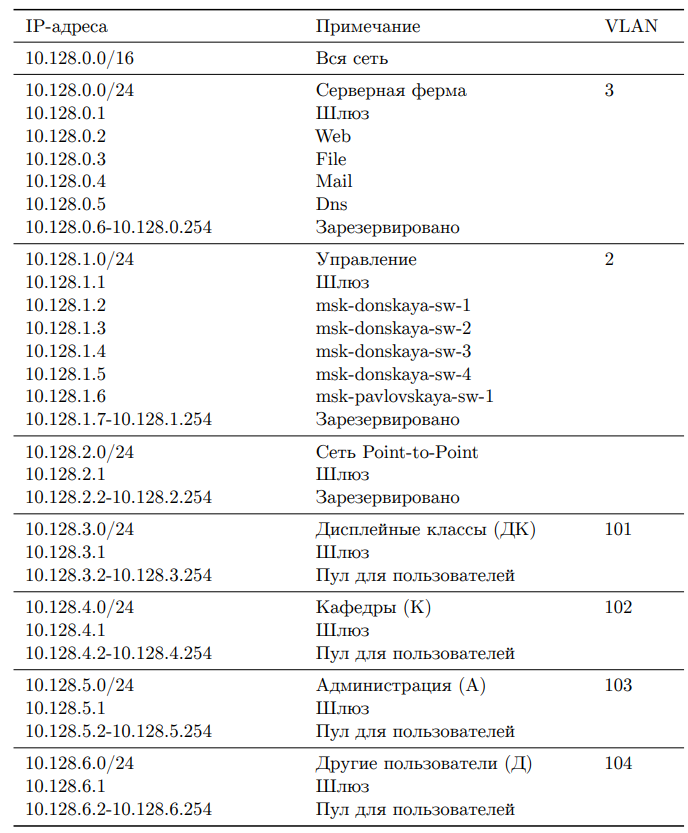 IP-адреса Примечание VLAN
10.128.0.0/16 Вся сеть
10.128.0.0/24 Серверная ферма 3
10.128.0.1 Шлюз
10.128.0.2 Web
10.128.0.3 File
10.128.0.4 Mail
10.128.0.5 Dns
10.128.0.6-10.128.0.254 Зарезервировано
10.128.1.0/24 Управление 2
10.128.1.1 Шлюз
10.128.1.2 msk-donskaya-sw-1
10.128.1.3 msk-donskaya-sw-2
10.128.1.4 msk-donskaya-sw-3
10.128.1.5 msk-donskaya-sw-4
10.128.1.6 msk-pavlovskaya-sw-1
10.128.1.7-10.128.1.254 Зарезервировано
10.128.2.0/24 Сеть Point-to-Point
10.128.2.1 Шлюз
10.128.2.2-10.128.2.254 Зарезервировано
10.128.3.0/24 Дисплейные классы (ДК) 101
10.128.3.1 Шлюз
10.128.3.2-10.128.3.254 Пул для пользователей
10.128.4.0/24 Кафедры (К) 102
10.128.4.1 Шлюз
10.128.4.2-10.128.4.254 Пул для пользователей
10.128.5.0/24 Администрация (А) 103
10.128.5.1 Шлюз
10.128.5.2-10.128.5.254 Пул для пользователей
10.128.6.0/24 Другие пользователи (Д) 104
10.128.6.1 Шлюз
10.128.6.2-10.128.6.254 Пул для пользователей